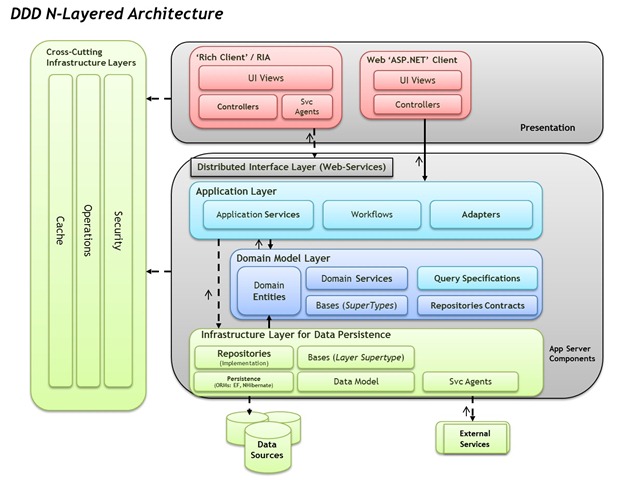 DDD N-Layered Architecture
Cross-Cutting
Infrastructure Layers
Cache
Operations
Security
'Rich Client' / RIA
UI Views
Controllers
Svc
Agents
Web 'ASP.NET' Client
UI Views
Controllers
Presentation
Distributed Interface Layer (Web-Services)
Application Layer
Application Services
Workflows
Adapters
Domain Model Layer
Domain
Entities
Domain Services
Query Specifications
Bases (SuperTypes)
Repositories Contracts
Infrastructure Layer for Data Persistence
Repositories
(Implementation)
Bases (Layer Supertype)
Persistence
(ORMs: EF, NHibernate)
Data Model
Svc Agents
App Server
Components
Data
Sources
External
Services